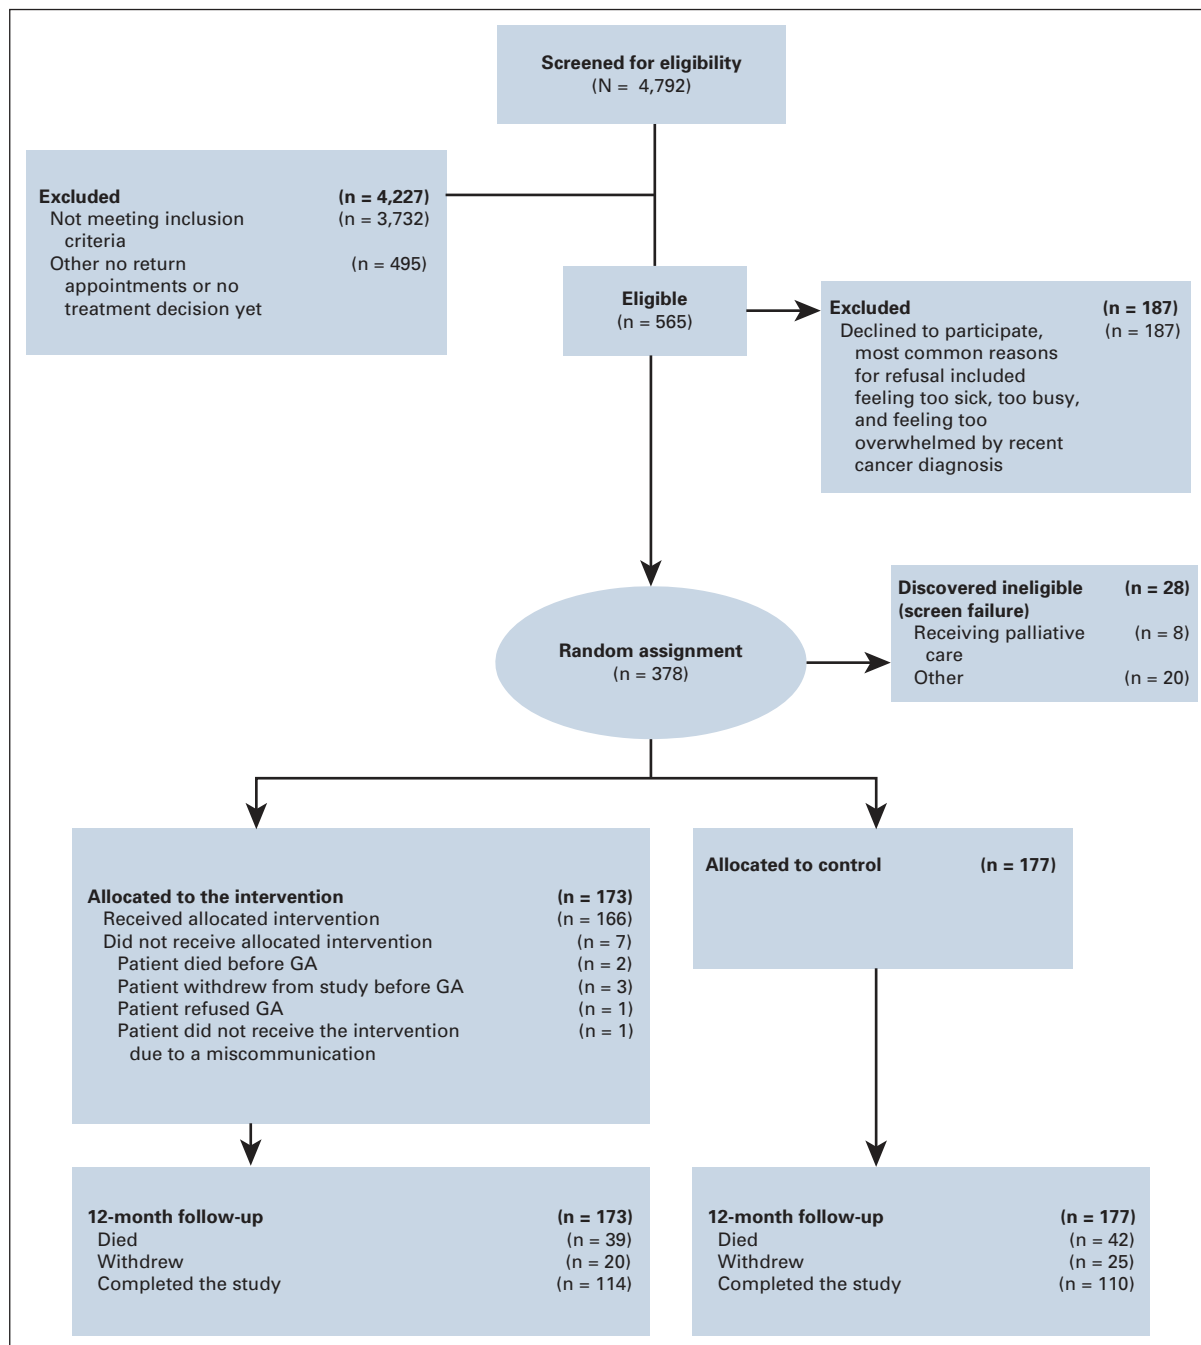 Screened for eligibility
(N = 4,792)
Excluded (n = 4,227)
Not meeting inclusion (n = 3,732)
criteria
Other no return (n = 495)
appointments or no
treatment decision yet
Eligible
(n = 565)
Excluded (n = 187)
Declined to participate, (n = 187)
most common reasons
for refusal included
feeling too sick, too busy,
and feeling too
overwhelmed by recent
cancer diagnosis
Random assignment
(n = 378)
Discovered ineligible (n = 28)
(screen failure)
Receiving palliative (n = 8)
care
Other (n = 20)
Allocated to the intervention (n = 173)
Received allocated intervention (n = 166)
Did not receive allocated intervention (n = 7)
Patient died before GA (n = 2)
Patient withdrew from study before GA (n = 3)
Patient refused GA (n = 1)
Patient did not receive the intervention (n = 1)
due to a miscommunication
Allocated to control (n = 177)
12-month follow-up (n = 173)
Died (n = 39)
Withdrew (n = 20)
Completed the study (n = 114)
12-month follow-up (n = 177)
Died (n = 42)
Withdrew (n = 25)
Completed the study (n = 110)